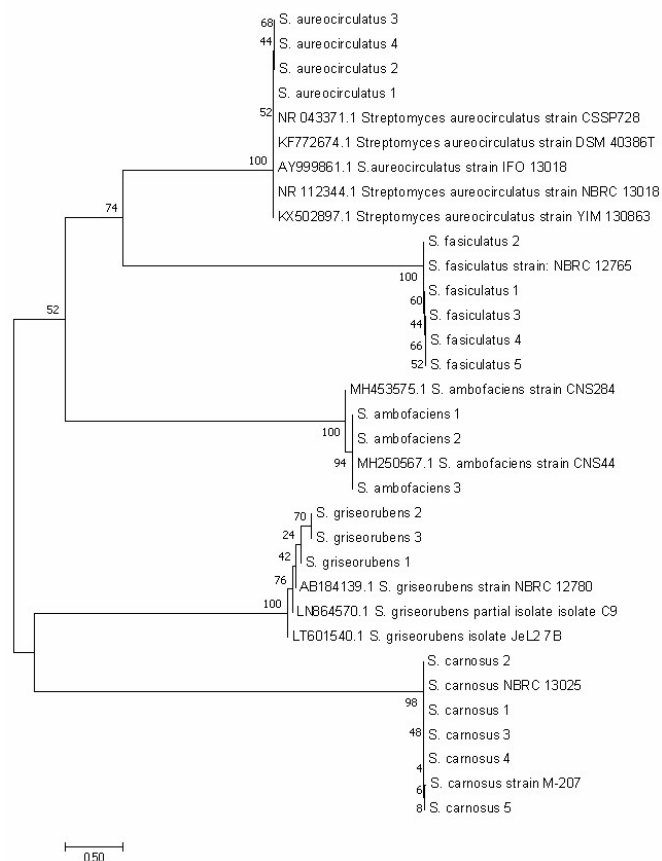 68 S. aureocirculatus 3
44 S. aureocirculatus 4
S. aureocirculatus 2
S. aureocirculatus 1
52 NR 043371.1 Streptomyces aureocirculatus strain CSSP728
KF772674.1 Streptomyces aureocirculatus strain DSM 40386T
100 AY999861.1 S.aureocirculatus strain IFO 13018
NR 112344.1 Streptomyces aureocirculatus strain NBRC 13018
74 KX502897.1 Streptomyces aureocirculatus strain YIM 130863
S. fasiculatus 2
100 S. fasiculatus strain: NBRC 12765
60 S. fasiculatus 1
52 44 S. fasiculatus 3
66 S. fasiculatus 4
52 S. fasiculatus 5
MH453575.1 S. ambofaciens strain CNS284
S. ambofaciens 1
100 S. ambofaciens 2
94 MH250567.1 S. ambofaciens strain CNS44
S. ambofaciens 3
70 S. griseorubens 2
24 S. griseorubens 3
42 S. griseorubens 1
76 AB184139.1 S. griseorubens strain NBRC 12780
100 LN864570.1 S. griseorubens partial isolate isolate C9
LT601540.1 S. griseorubens isolate JeL2 7B
S. carnosus 2
S. carnosus NBRC 13025
98 S. carnosus 1
48 S. carnosus 3
S. carnosus 4
4
6 S. carnosus strain M-207
8 S. carnosus 5
0.50